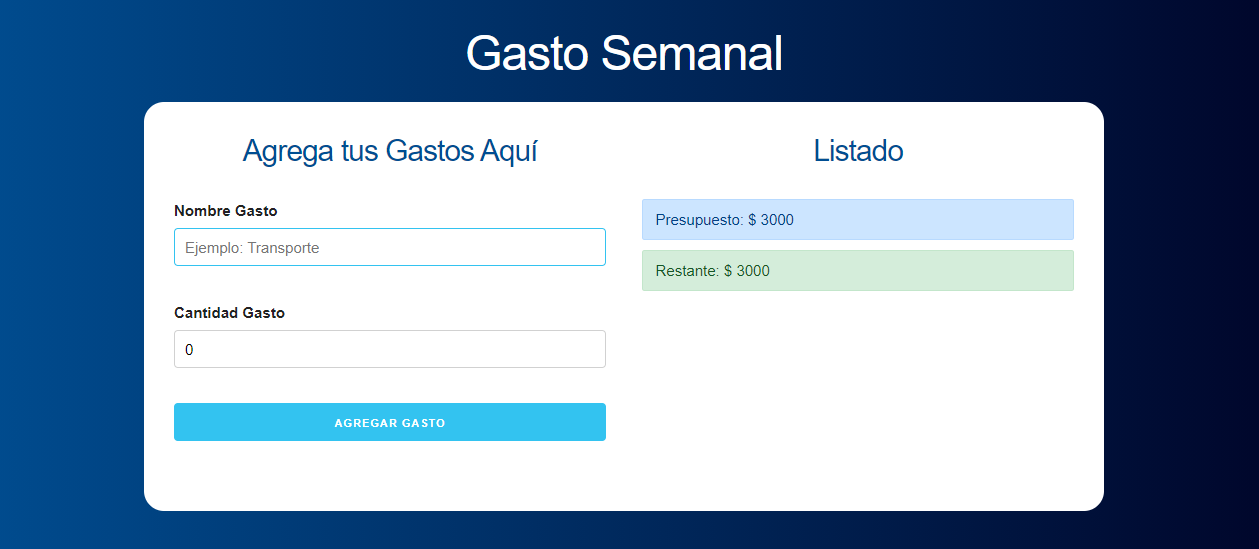 Gasto Semanal
Agrega tus Gastos Aquí
Nombre Gasto
Ejemplo: Transporte
Cantidad Gasto
0
AGREGAR GASTO
Listado
Presupuesto: $ 3000
Restante: $ 3000